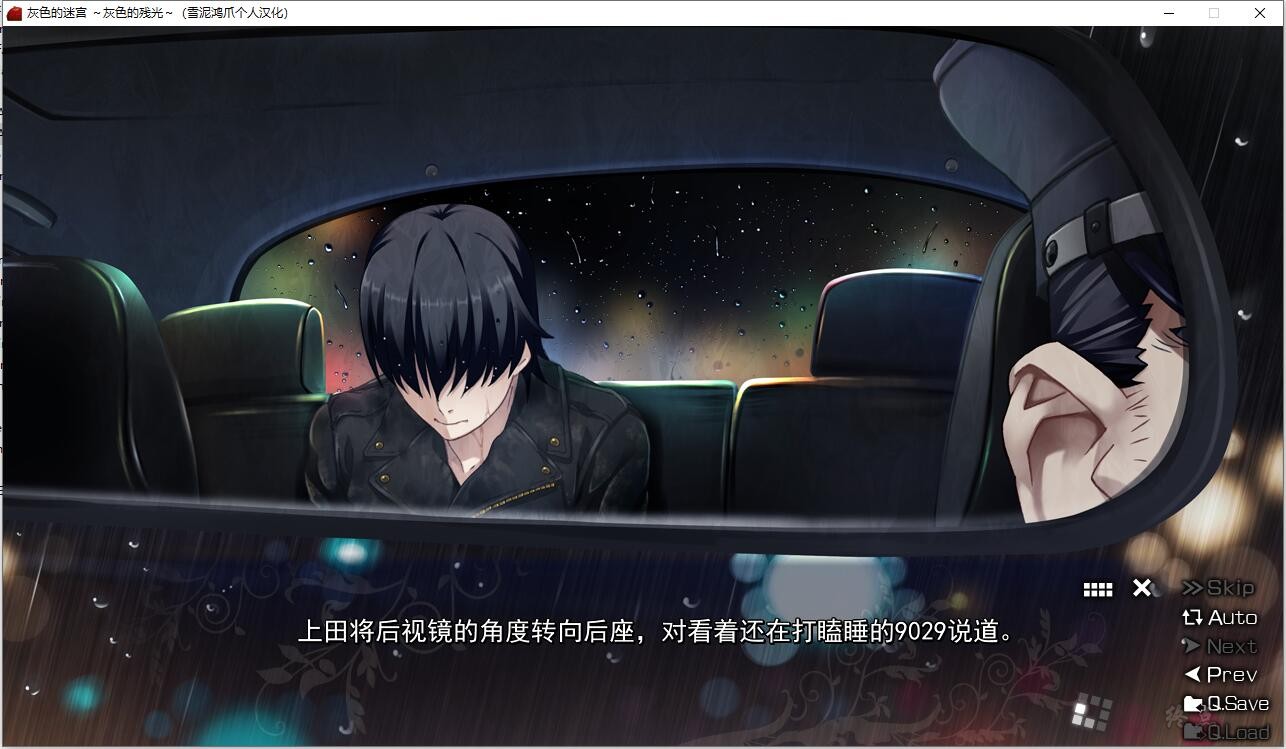 灰色的迷宫 ～灰色的残光～（雪泥鸿爪个人汉化）
上田将后视镜的角度转向后座，对看着还在打瞌睡的9029说道。
Skip
Auto
Next
Prev
Q.Save
Q.Load